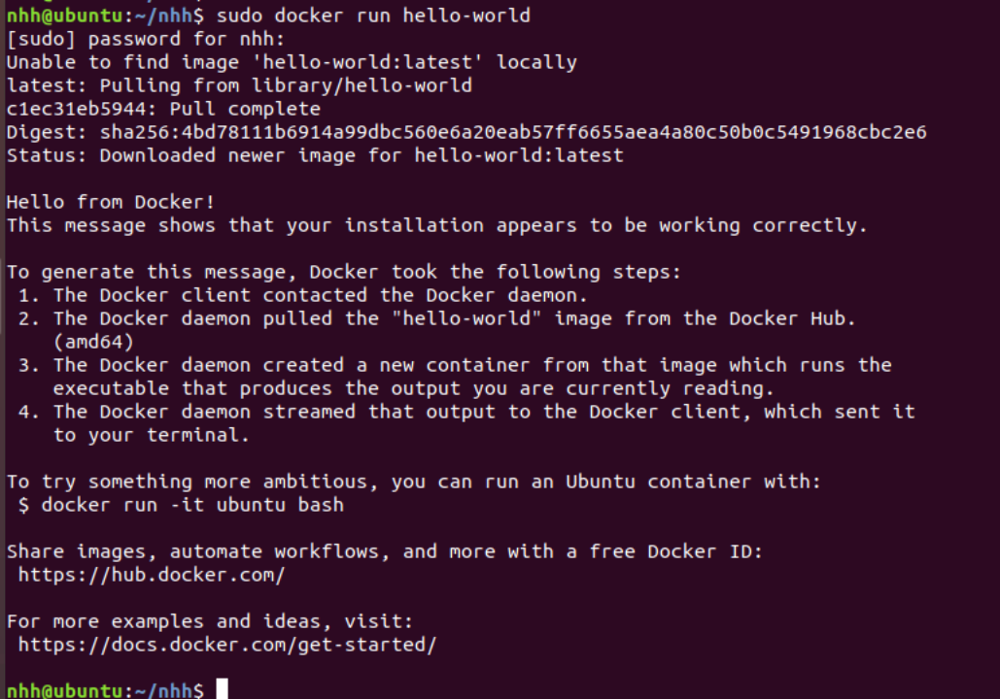 nhh@ubuntu:~/nhh$ sudo docker run hello-world
[sudo] password for nhh:
Unable to find image 'hello-world:latest' locally
latest: Pulling from library/hello-world
c1ec31eb5944: Pull complete
Digest: sha256:4bd78111b6914a99dbc560e6a20eab57ff6655aea4a80c50b0c5491968cbc2e6
Status: Downloaded newer image for hello-world:latest

Hello from Docker!
This message shows that your installation appears to be working correctly.

To generate this message, Docker took the following steps:
 1. The Docker client contacted the Docker daemon.
 2. The Docker daemon pulled the "hello-world" image from the Docker Hub.
    (amd64)
 3. The Docker daemon created a new container from that image which runs the
    executable that produces the output you are currently reading.
 4. The Docker daemon streamed that output to the Docker client, which sent it
    to your terminal.

To try something more ambitious, you can run an Ubuntu container with:
 $ docker run -it ubuntu bash

Share images, automate workflows, and more with a free Docker ID:
 https://hub.docker.com/

For more examples and ideas, visit:
 https://docs.docker.com/get-started/

nhh@ubuntu:~/nhh$